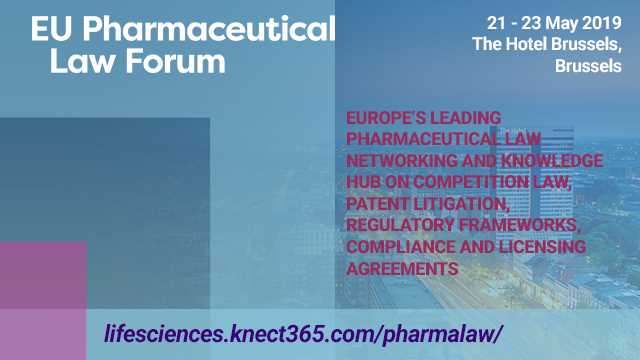 EU Pharmaceutical
Law Forum
21 - 23 May 2019
The Hotel Brussels,
Brussels
EUROPE'S LEADING
PHARMACEUTICAL LAW
NETWORKING AND KNOWLEDGE
HUB ON COMPETITION LAW,
PATENT LITIGATION,
REGULATORY FRAMEWORKS,
COMPLIANCE AND LICENSING
AGREEMENTS
lifesciences.knect365.com/pharmalaw/